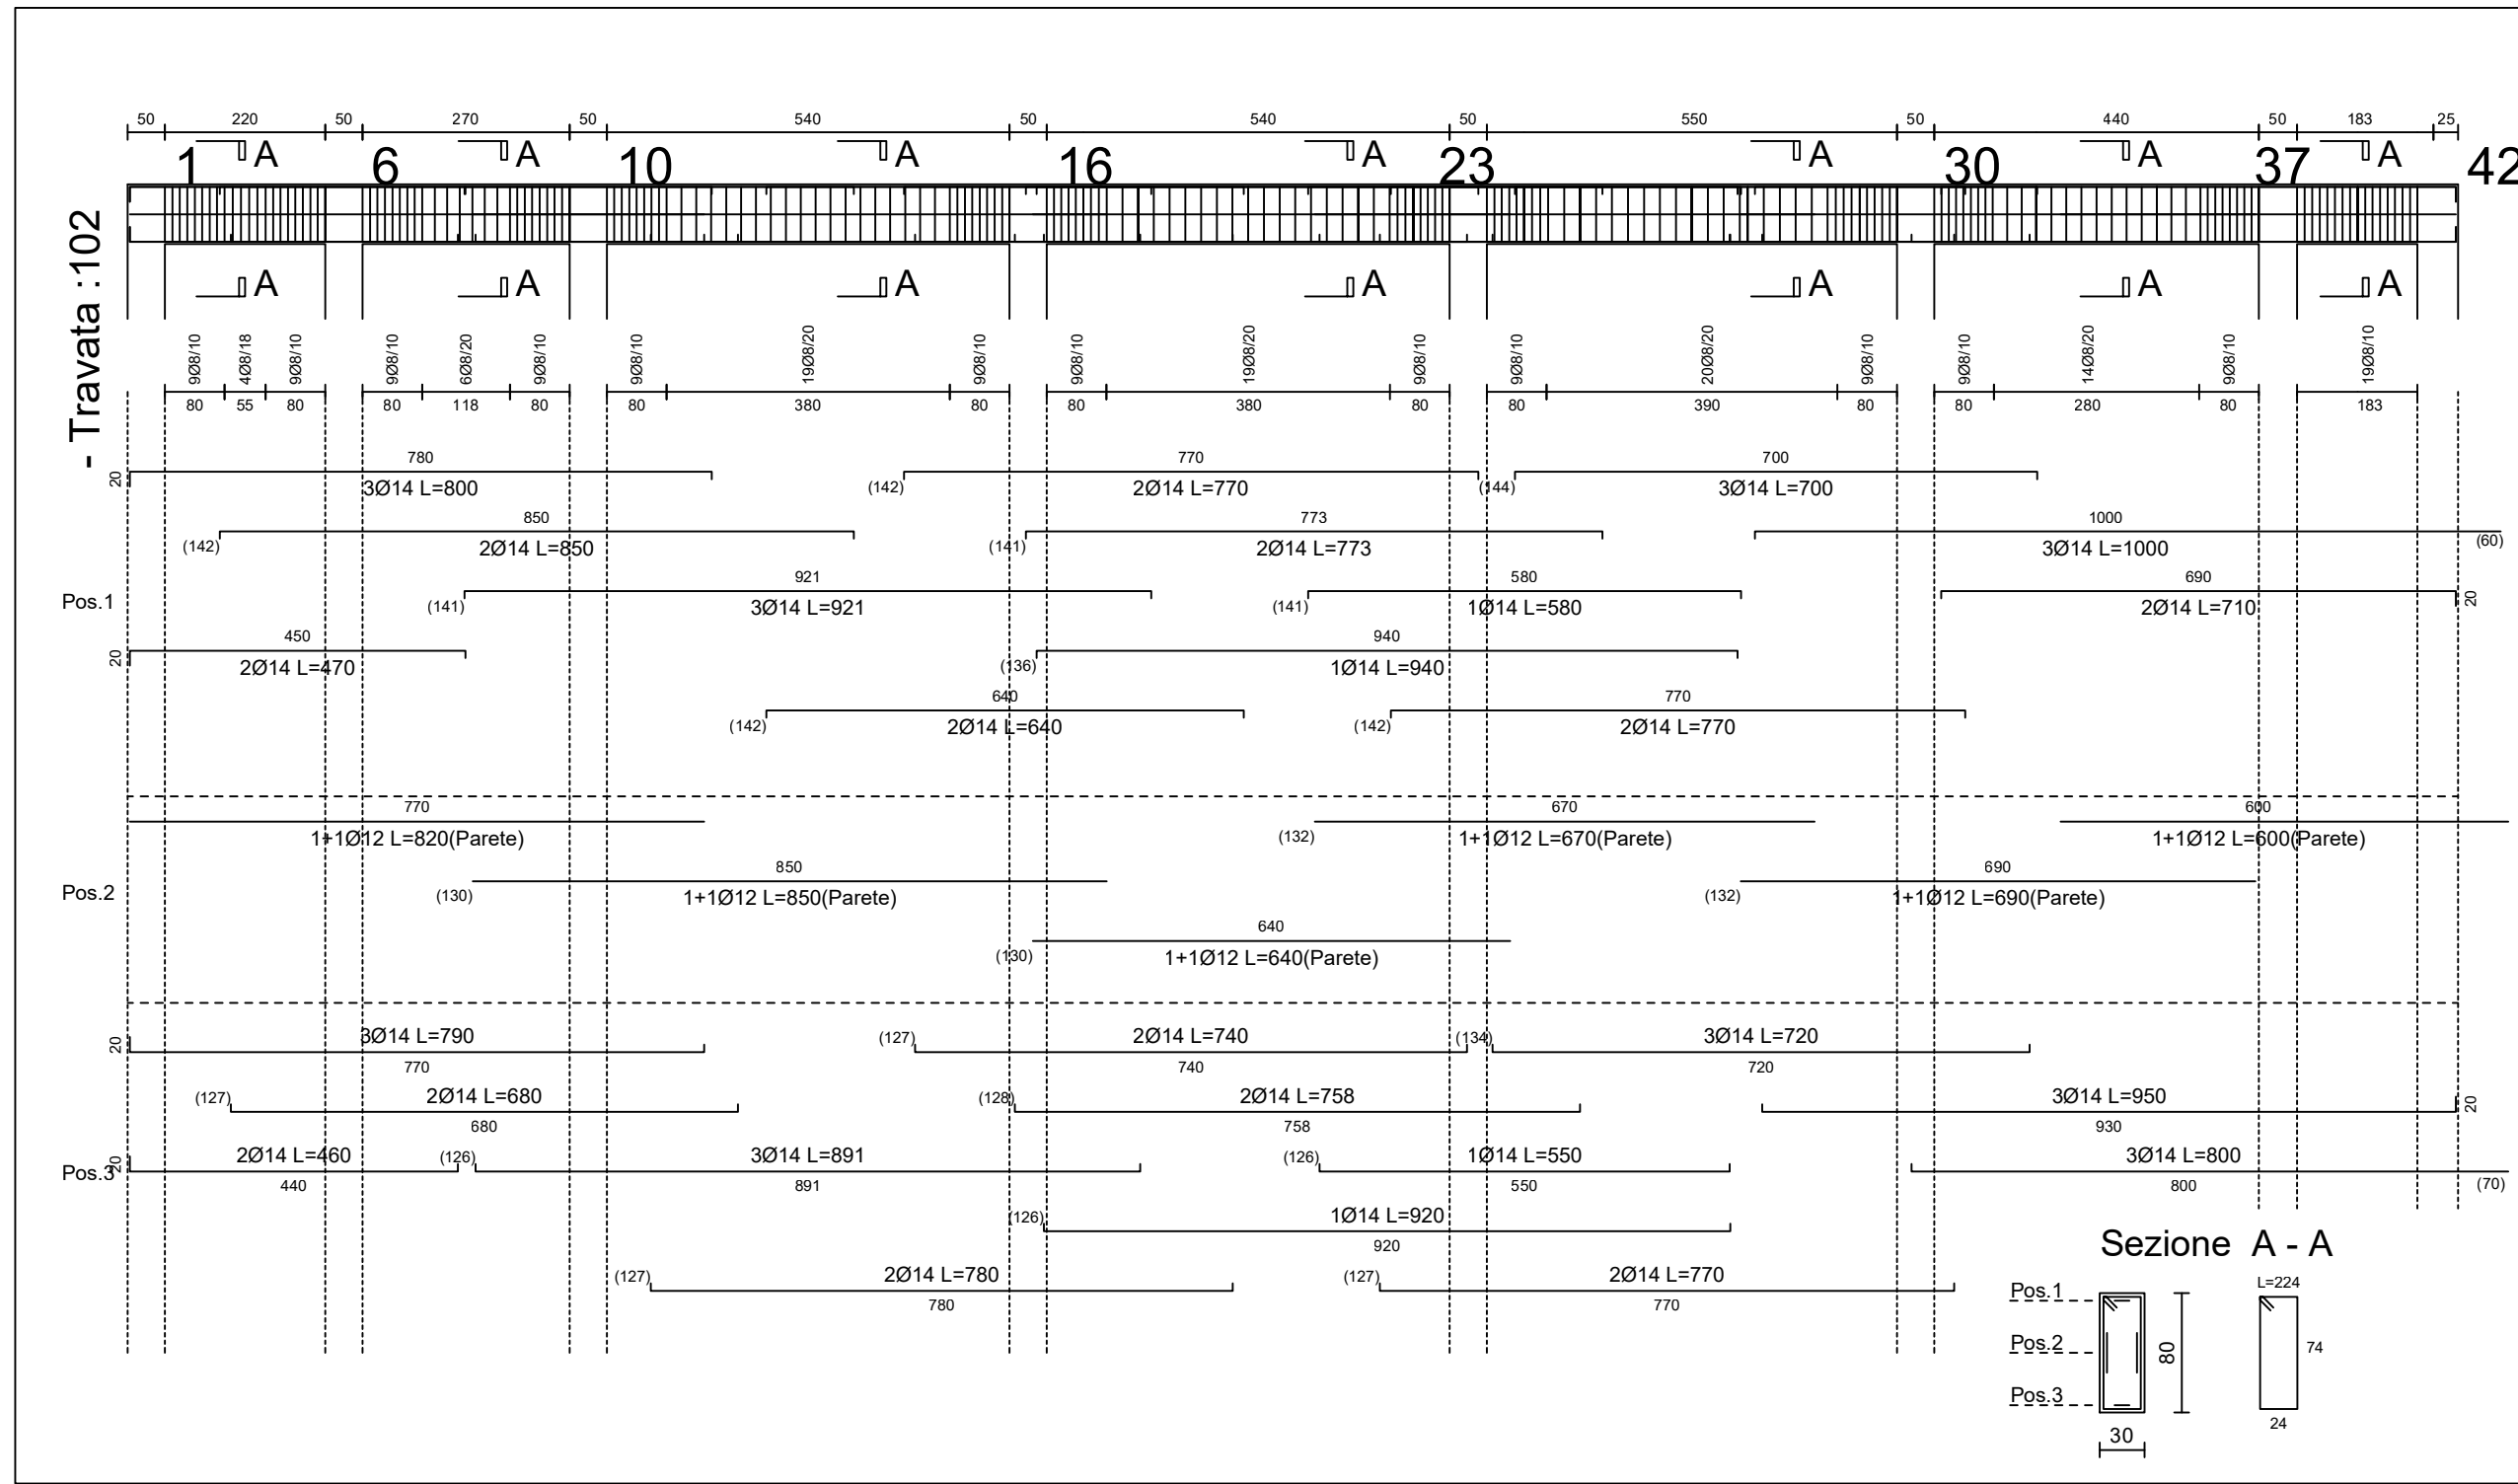 50 220 50 270 50 540 50 540 50 550 50 440 50 183 25
A A A A A A A
1 6 10 16 23 30 37 42
- Travata :102
A A A A A A A
9Ø8/10 4Ø8/18 9Ø8/10 9Ø8/10 6Ø8/20 9Ø8/10 9Ø8/10 19Ø8/20 9Ø8/10 9Ø8/10 19Ø8/20 9Ø8/10 9Ø8/10 20Ø8/20 9Ø8/10 9Ø8/10 14Ø8/20 9Ø8/10 19Ø8/10
80 55 80 80 118 80 80 380 80 80 380 80 80 390 80 80 280 80 183
780 770 700
20 3Ø14 L=800 (142) 2Ø14 L=770 (144) 3Ø14 L=700
850 773 1000
(142) 2Ø14 L=850 (141) 2Ø14 L=773 3Ø14 L=1000 (60)
921 580 690
Pos.1 (141) 3Ø14 L=921 (141) 1Ø14 L=580 2Ø14 L=710 20
450 940
20 2Ø14 L=470 (136) 1Ø14 L=940
640 770
(142) 2Ø14 L=640 (142) 2Ø14 L=770
770 670 600
1+1Ø12 L=820(Parete) (132) 1+1Ø12 L=670(Parete) 1+1Ø12 L=600(Parete)
850 690
Pos.2 (130) 1+1Ø12 L=850(Parete) (132) 1+1Ø12 L=690(Parete)
640
(130) 1+1Ø12 L=640(Parete)
20 3Ø14 L=790 (127) 2Ø14 L=740 (134) 3Ø14 L=720
770 740 720
(127) 2Ø14 L=680 (128) 2Ø14 L=758 3Ø14 L=950 20
680 758 930
Pos.3 20 2Ø14 L=460 (126) 3Ø14 L=891 (126) 1Ø14 L=550 3Ø14 L=800
440 891 550 800 (70)
(126) 1Ø14 L=920
920
(127) 2Ø14 L=780 (127) 2Ø14 L=770
780 770
Sezione A - A
Pos.1 L=224
Pos.2 80 74
Pos.3
30 24